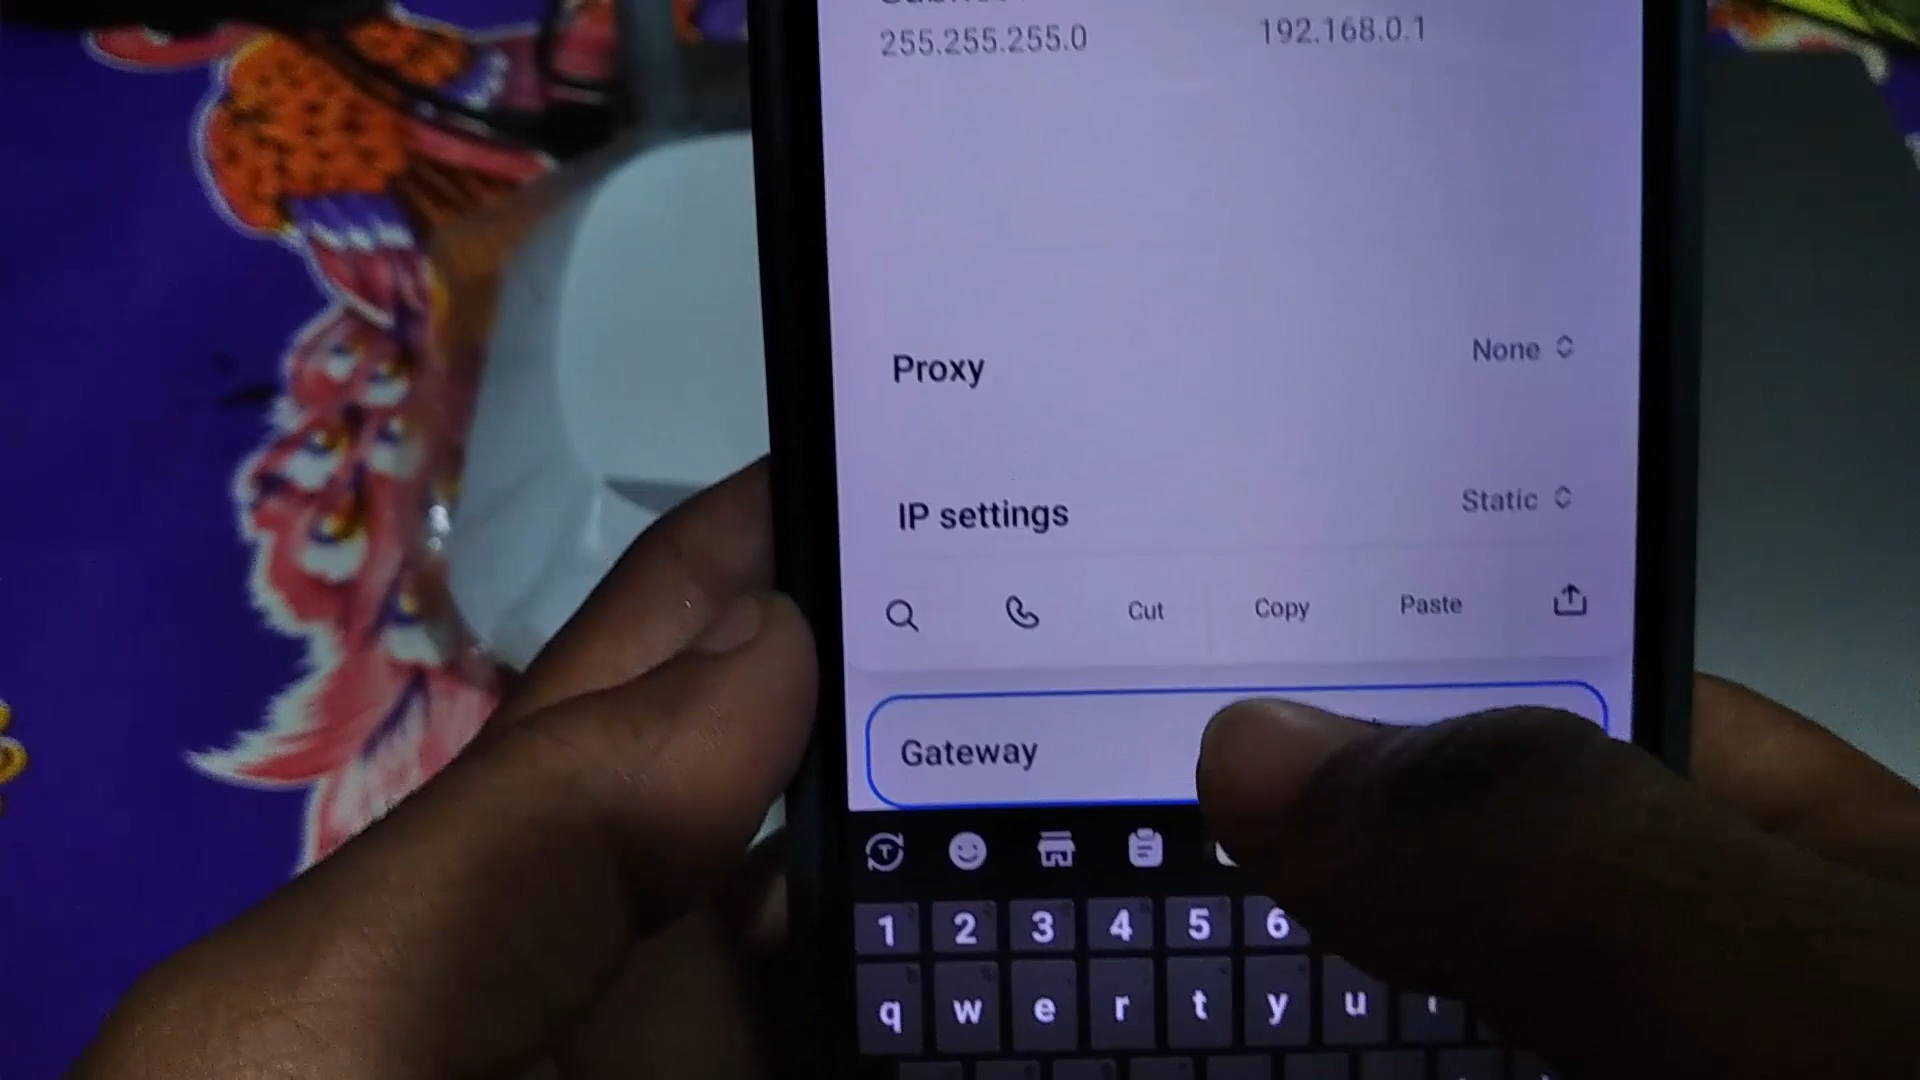 255.255.255.0 192.168.0.1
Proxy None
IP settings Static
Cut Copy Paste
Gateway
1 2 3 4 5 6
q w e r t y u